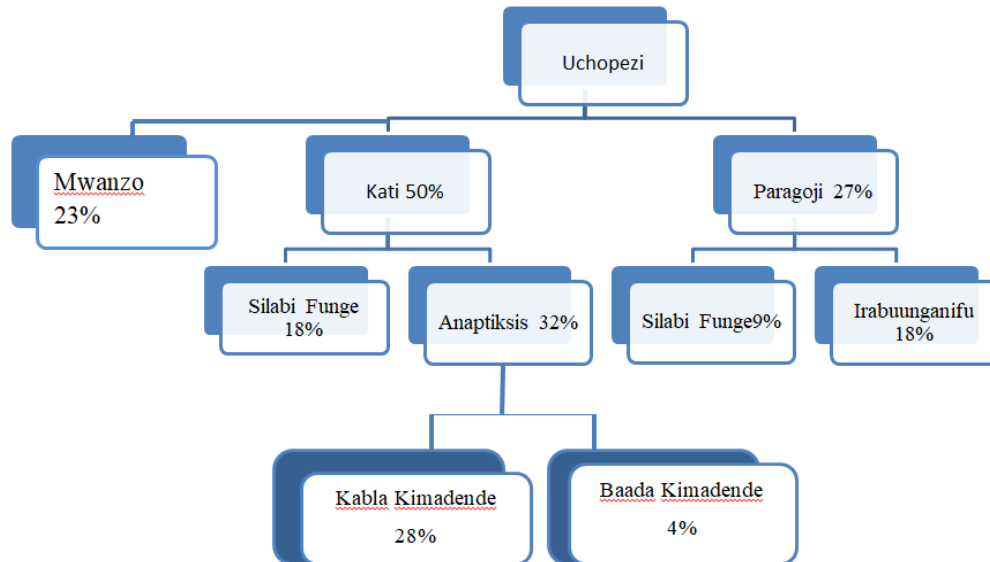 Uchopezi
Mwanzo
23%
Kati 50%
Paragoji 27%
Silabi Funge
18%
Anaptiksis 32%
Silabi Funge9%
Irabuunganifu
18%
Kabla Kimadende
28%
Baada Kimadende
4%